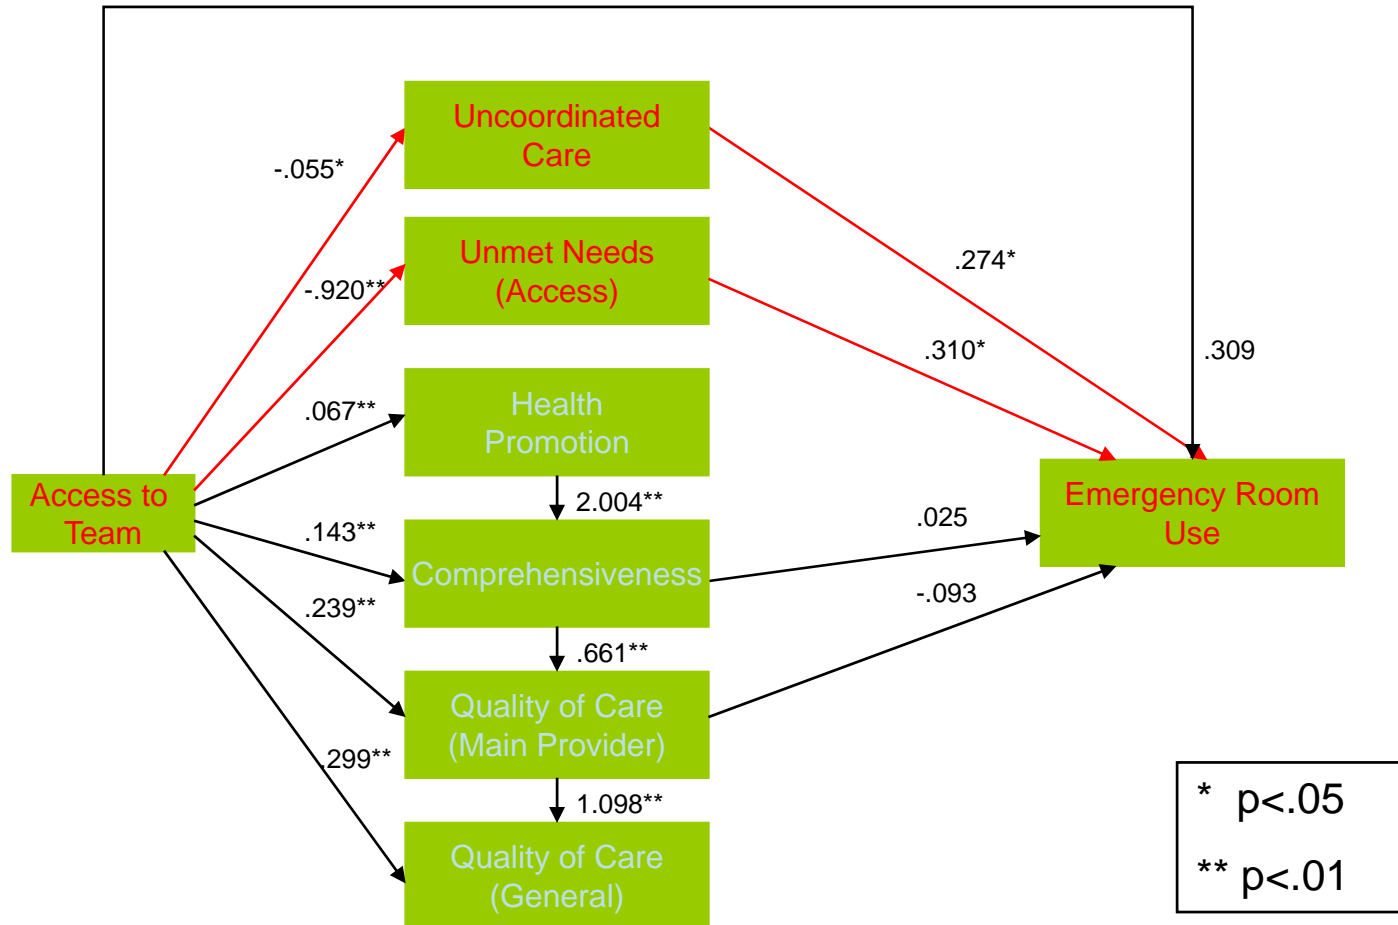 Uncoordinated
Care
-.055*
Unmet Needs
(Access)
-.920**
.274*
.310*
.309
Health
Promotion
.067**
2.004**
Access to
Team
.143**
Comprehensiveness
.025
Emergency Room
Use
.239**
-.093
.661**
Quality of Care
(Main Provider)
.299**
1.098**
Quality of Care
(General)
* p<.05
** p<.01